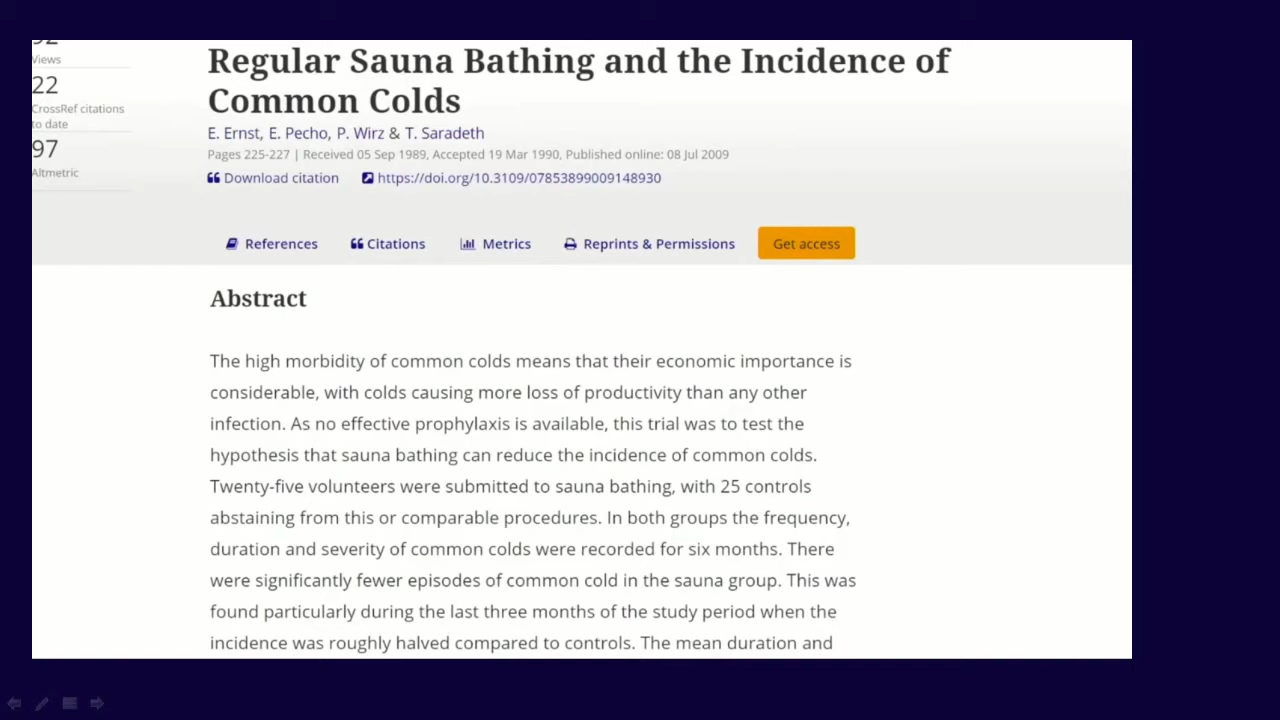 Views
22
CrossRef citations
to date
97
Altmetric
Regular Sauna Bathing and the Incidence of
Common Colds
E. Ernst, E. Pecho, P. Wirz & T. Saradeth
Pages 225-227 | Received 05 Sep 1989, Accepted 19 Mar 1990, Published online: 08 Jul 2009
Download citation https://doi.org/10.3109/07853899009148930
References Citations Metrics Reprints & Permissions Get access
Abstract
The high morbidity of common colds means that their economic importance is
considerable, with colds causing more loss of productivity than any other
infection. As no effective prophylaxis is available, this trial was to test the
hypothesis that sauna bathing can reduce the incidence of common colds.
Twenty-five volunteers were submitted to sauna bathing, with 25 controls
abstaining from this or comparable procedures. In both groups the frequency,
duration and severity of common colds were recorded for six months. There
were significantly fewer episodes of common cold in the sauna group. This was
found particularly during the last three months of the study period when the
incidence was roughly halved compared to controls. The mean duration and